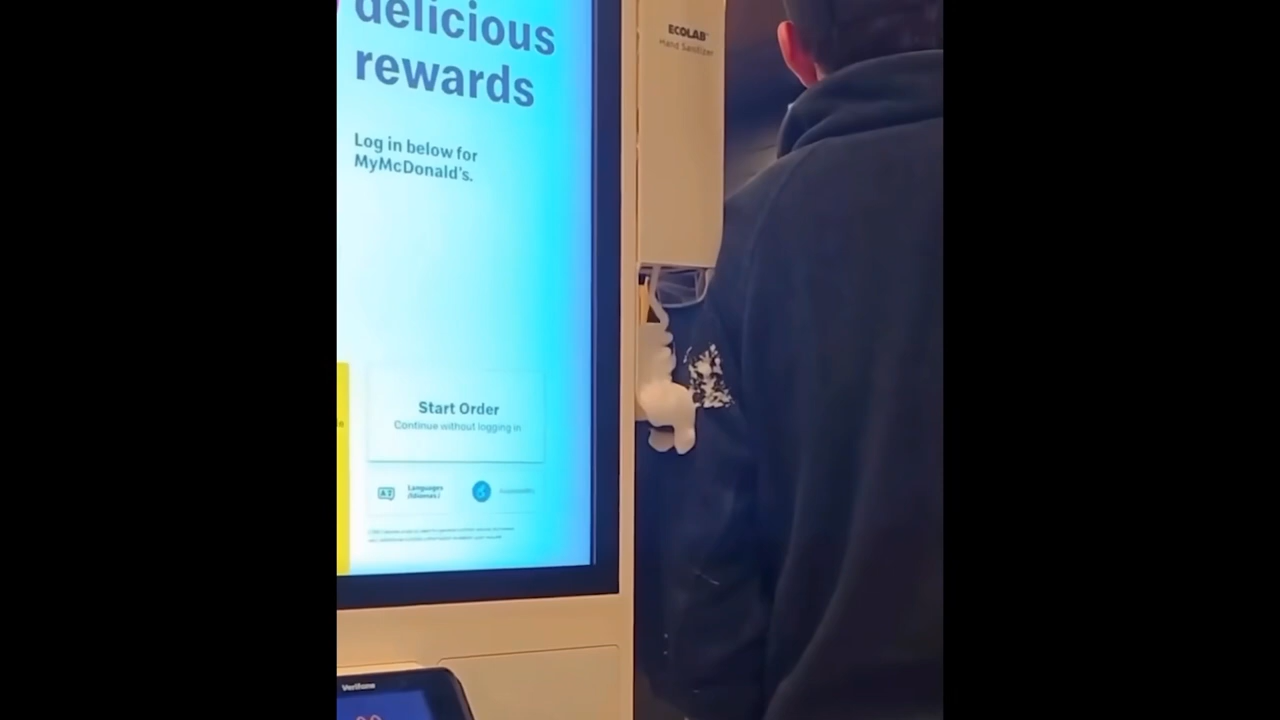 delicious
rewards
Log in below for
MyMcDonald's.
Start Order
Continue without logging in
Languages
/Idiomas/
ECOLAB
Hand Sanitizer
Verifone